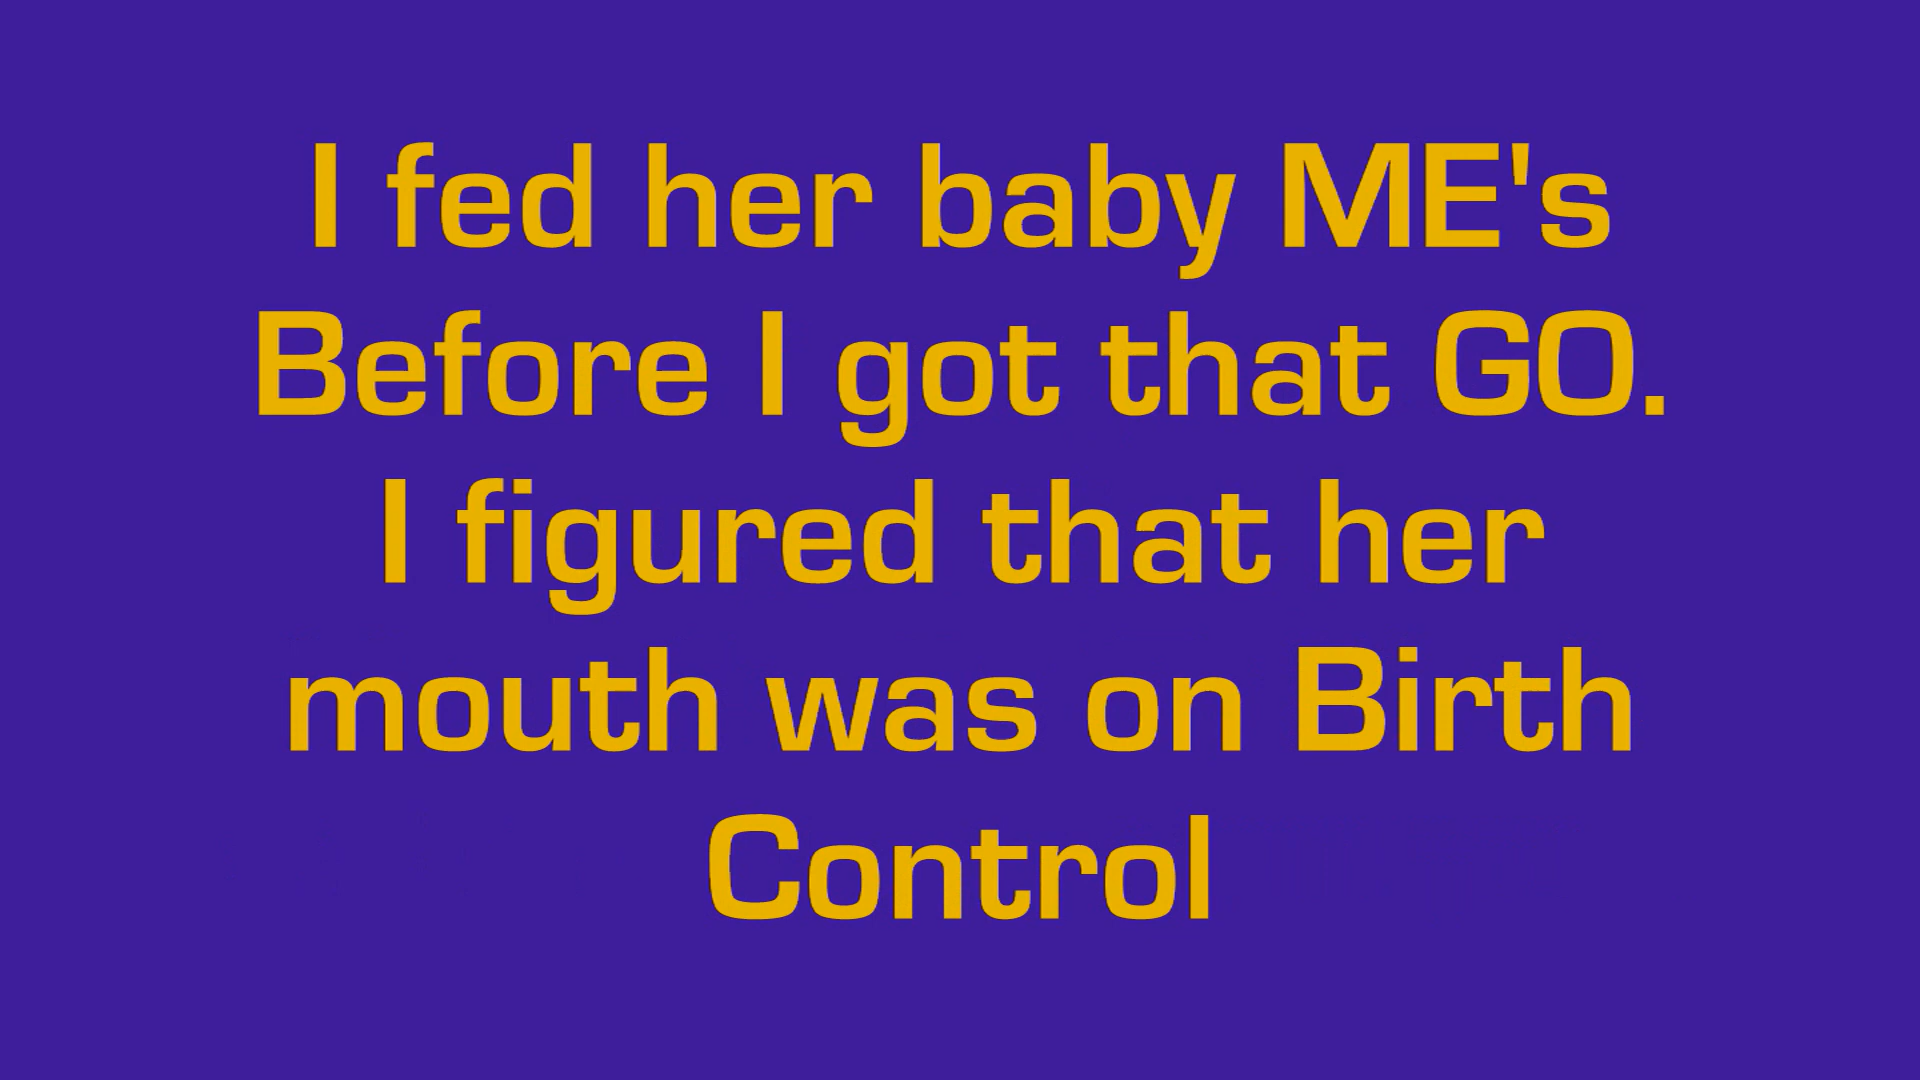 I fed her baby ME's
Before I got that GO.
I figured that her
mouth was on Birth
Control